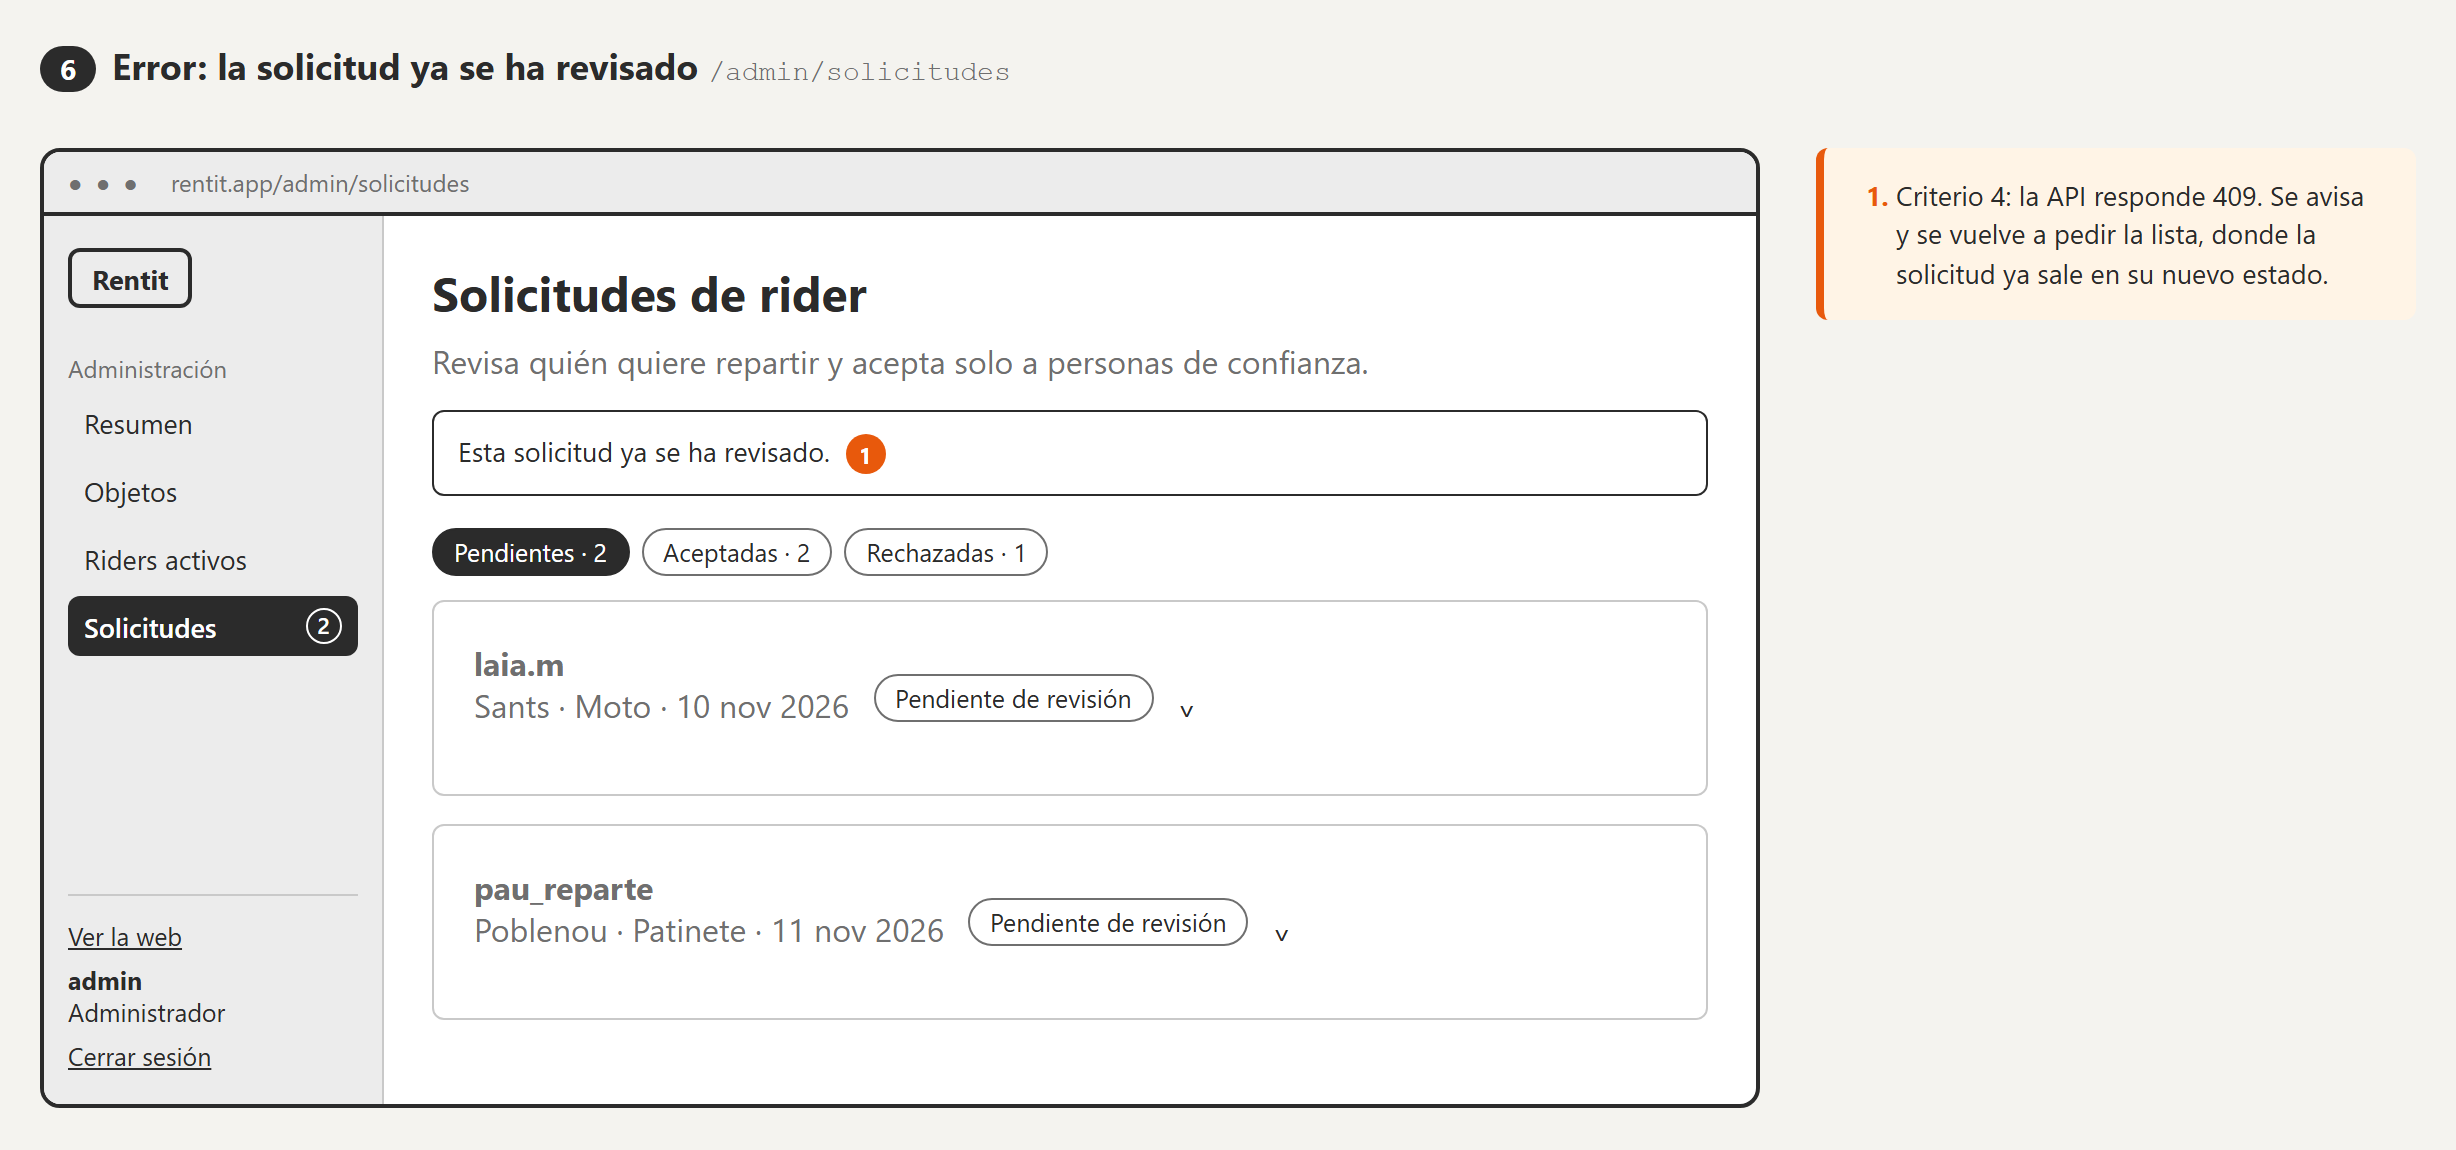 6 Error: la solicitud ya se ha revisado /admin/solicitudes
rentit.app/admin/solicitudes
Rentit
Administración
Resumen
Objetos
Riders activos
Solicitudes 2
Ver la web
admin
Administrador
Cerrar sesión
Solicitudes de rider
Revisa quién quiere repartir y acepta solo a personas de confianza.
Esta solicitud ya se ha revisado. 1
Pendientes · 2 Aceptadas · 2 Rechazadas · 1
laia.m
Sants · Moto · 10 nov 2026 Pendiente de revisión v
pau_reparte
Poblenou · Patinete · 11 nov 2026 Pendiente de revisión v
1. Criterio 4: la API responde 409. Se avisa
y se vuelve a pedir la lista, donde la
solicitud ya sale en su nuevo estado.